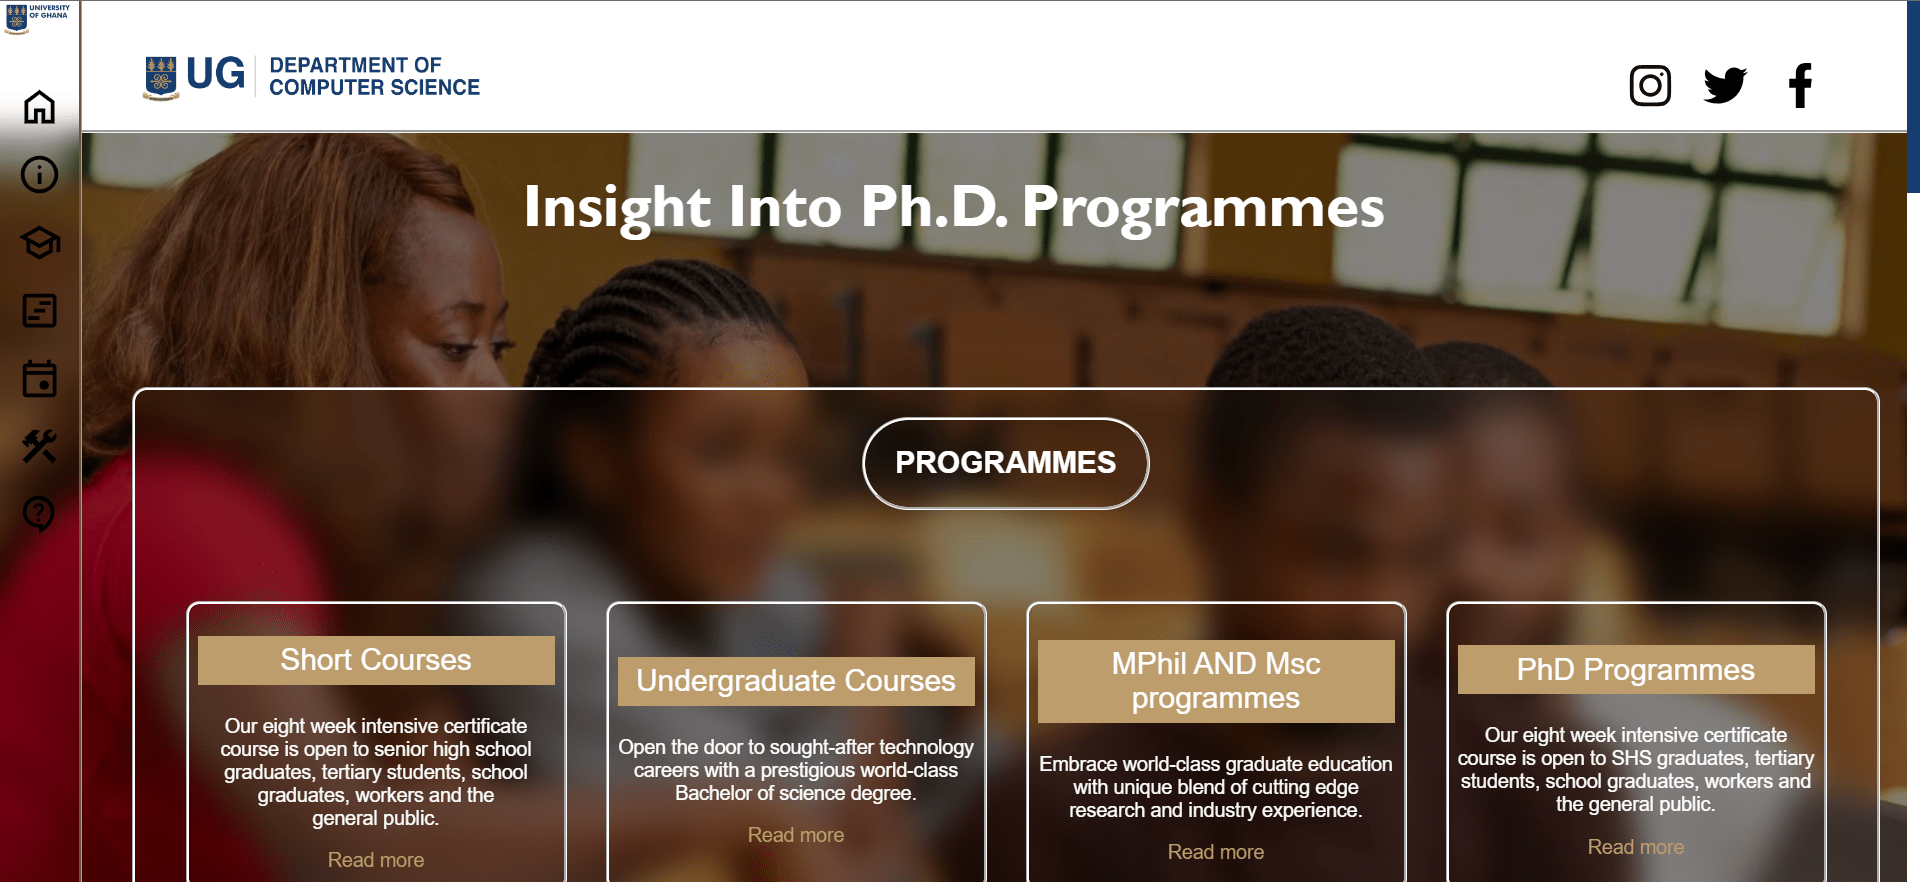 UNIVERSITY
OF GHANA
UG
DEPARTMENT OF
COMPUTER SCIENCE
Insight Into Ph.D. Programmes
PROGRAMMES
Short Courses
Our eight week intensive certificate
course is open to senior high school
graduates, tertiary students, school
graduates, workers and the
general public.
Read more
Undergraduate Courses
Open the door to sought-after technology
careers with a prestigious world-class
Bachelor of science degree.
Read more
MPhil AND Msc
programmes
Embrace world-class graduate education
with unique blend of cutting edge
research and industry experience.
Read more
PhD Programmes
Our eight week intensive certificate
course is open to SHS graduates, tertiary
students, school graduates, workers and
the general public.
Read more